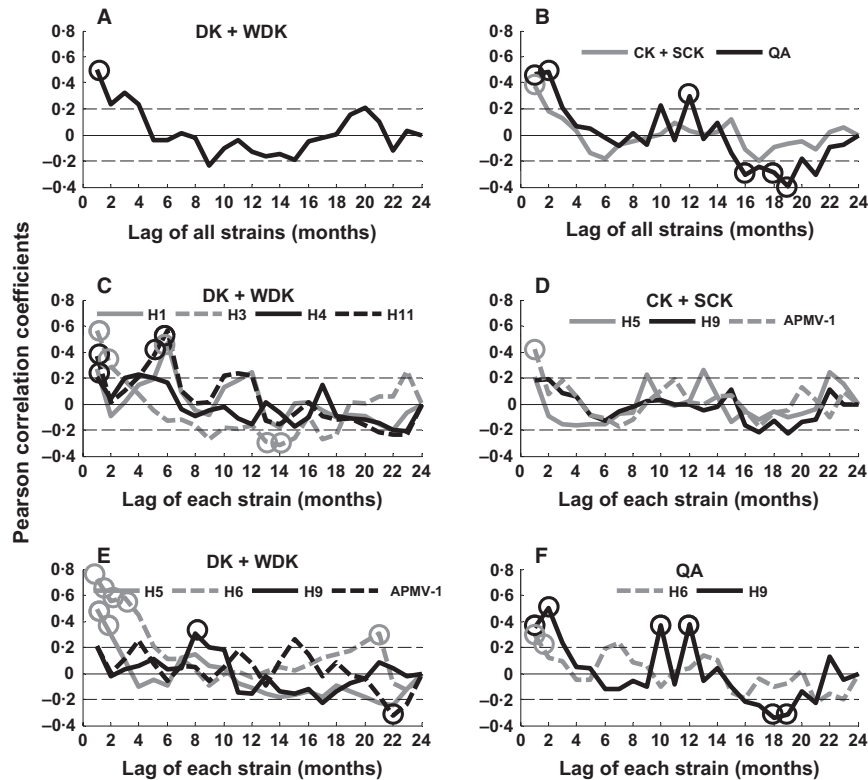 Pearson correlation coefficients
A
DK + WDK
0·8
0·6
0·4
0·2
0
–0·2
–0·4
0 2 4 6 8 10 12 14 16 18 20 22 24
Lag of all strains (months)
B
CK + SCK QA
0·8
0·6
0·4
0·2
0
–0·2
–0·4
0 2 4 6 8 10 12 14 16 18 20 22 24
Lag of all strains (months)
C
DK + WDK
H1 H3 H4 H11
0·8
0·6
0·4
0·2
0
–0·2
–0·4
0 2 4 6 8 10 12 14 16 18 20 22 24
Lag of each strain (months)
D
CK + SCK
H5 H9 APMV-1
0·8
0·6
0·4
0·2
0
–0·2
–0·4
0 2 4 6 8 10 12 14 16 18 20 22 24
Lag of each strain (months)
E
DK + WDK
H5 H6 H9 APMV-1
0·8
0·6
0·4
0·2
0
–0·2
–0·4
0 2 4 6 8 10 12 14 16 18 20 22 24
Lag of each strain (months)
F
QA
H6 H9
0·8
0·6
0·4
0·2
0
–0·2
–0·4
0 2 4 6 8 10 12 14 16 18 20 22 24
Lag of each strain (months)